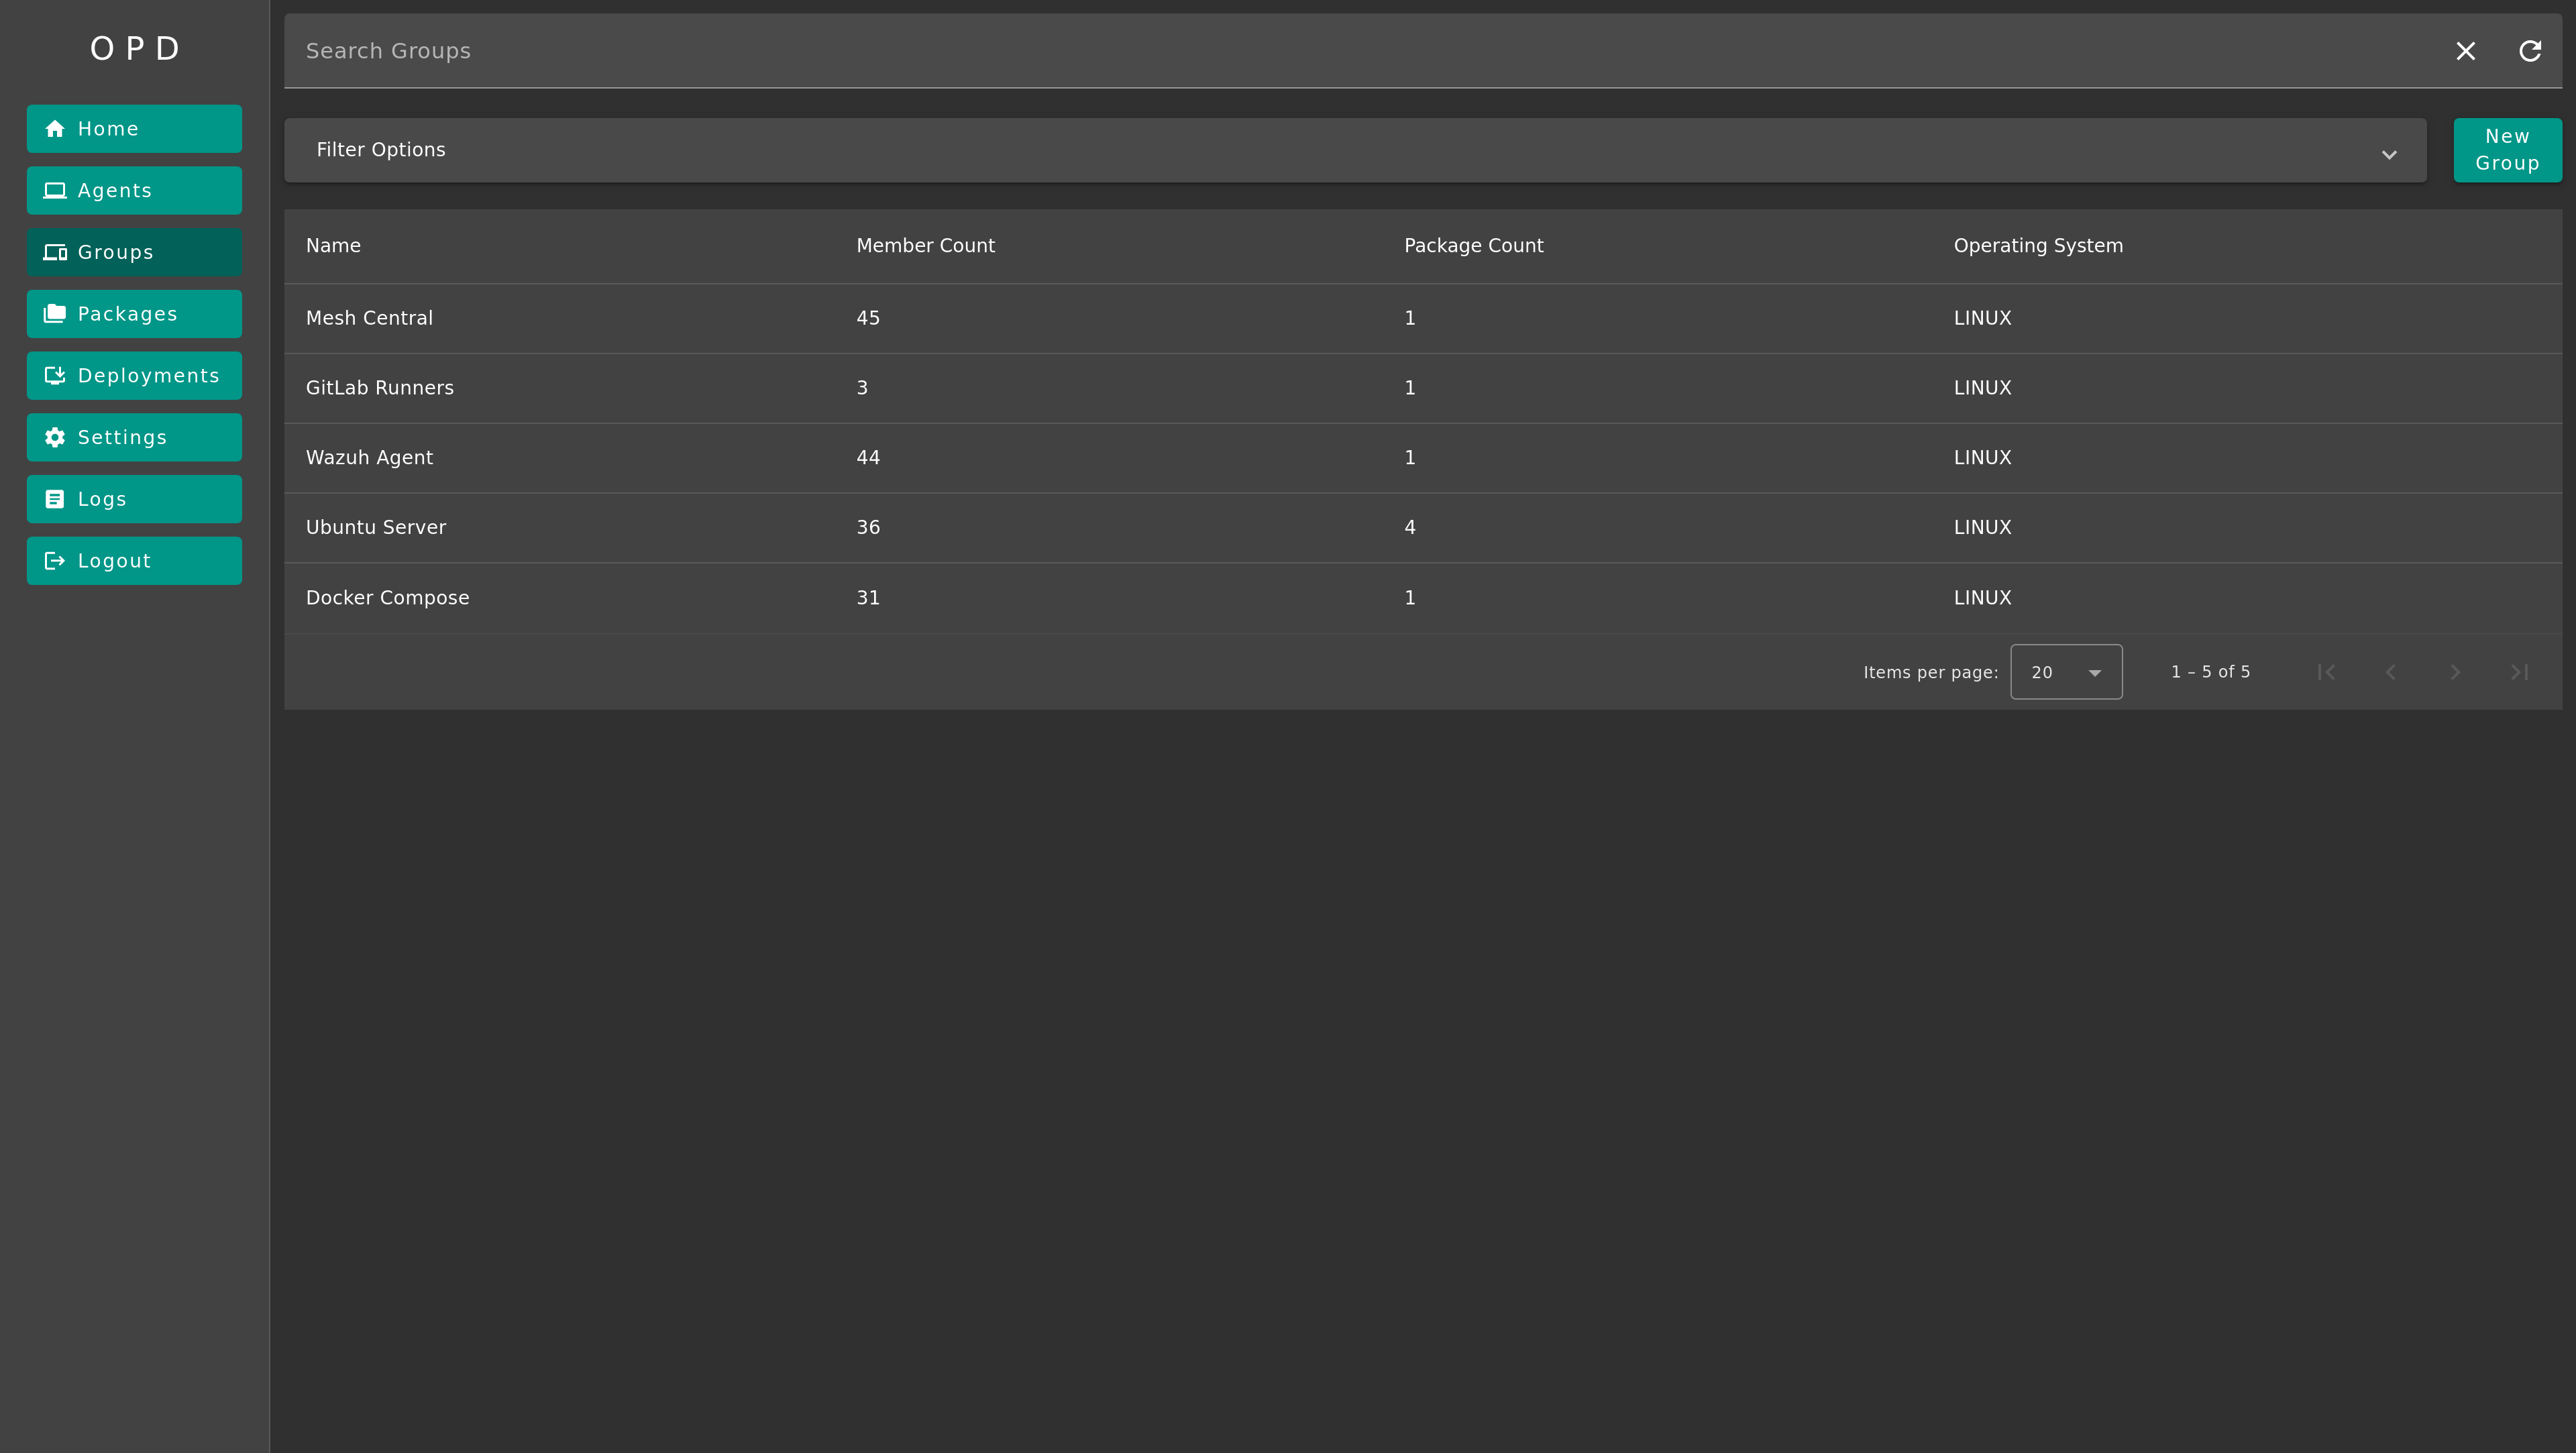 OPD
Home
Agents
Groups
Packages
Deployments
Settings
Logs
Logout
Search Groups
Filter Options
New
Group
Name Member Count Package Count Operating System
Mesh Central 45 1 LINUX
GitLab Runners 3 1 LINUX
Wazuh Agent 44 1 LINUX
Ubuntu Server 36 4 LINUX
Docker Compose 31 1 LINUX
Items per page: 20 1 – 5 of 5